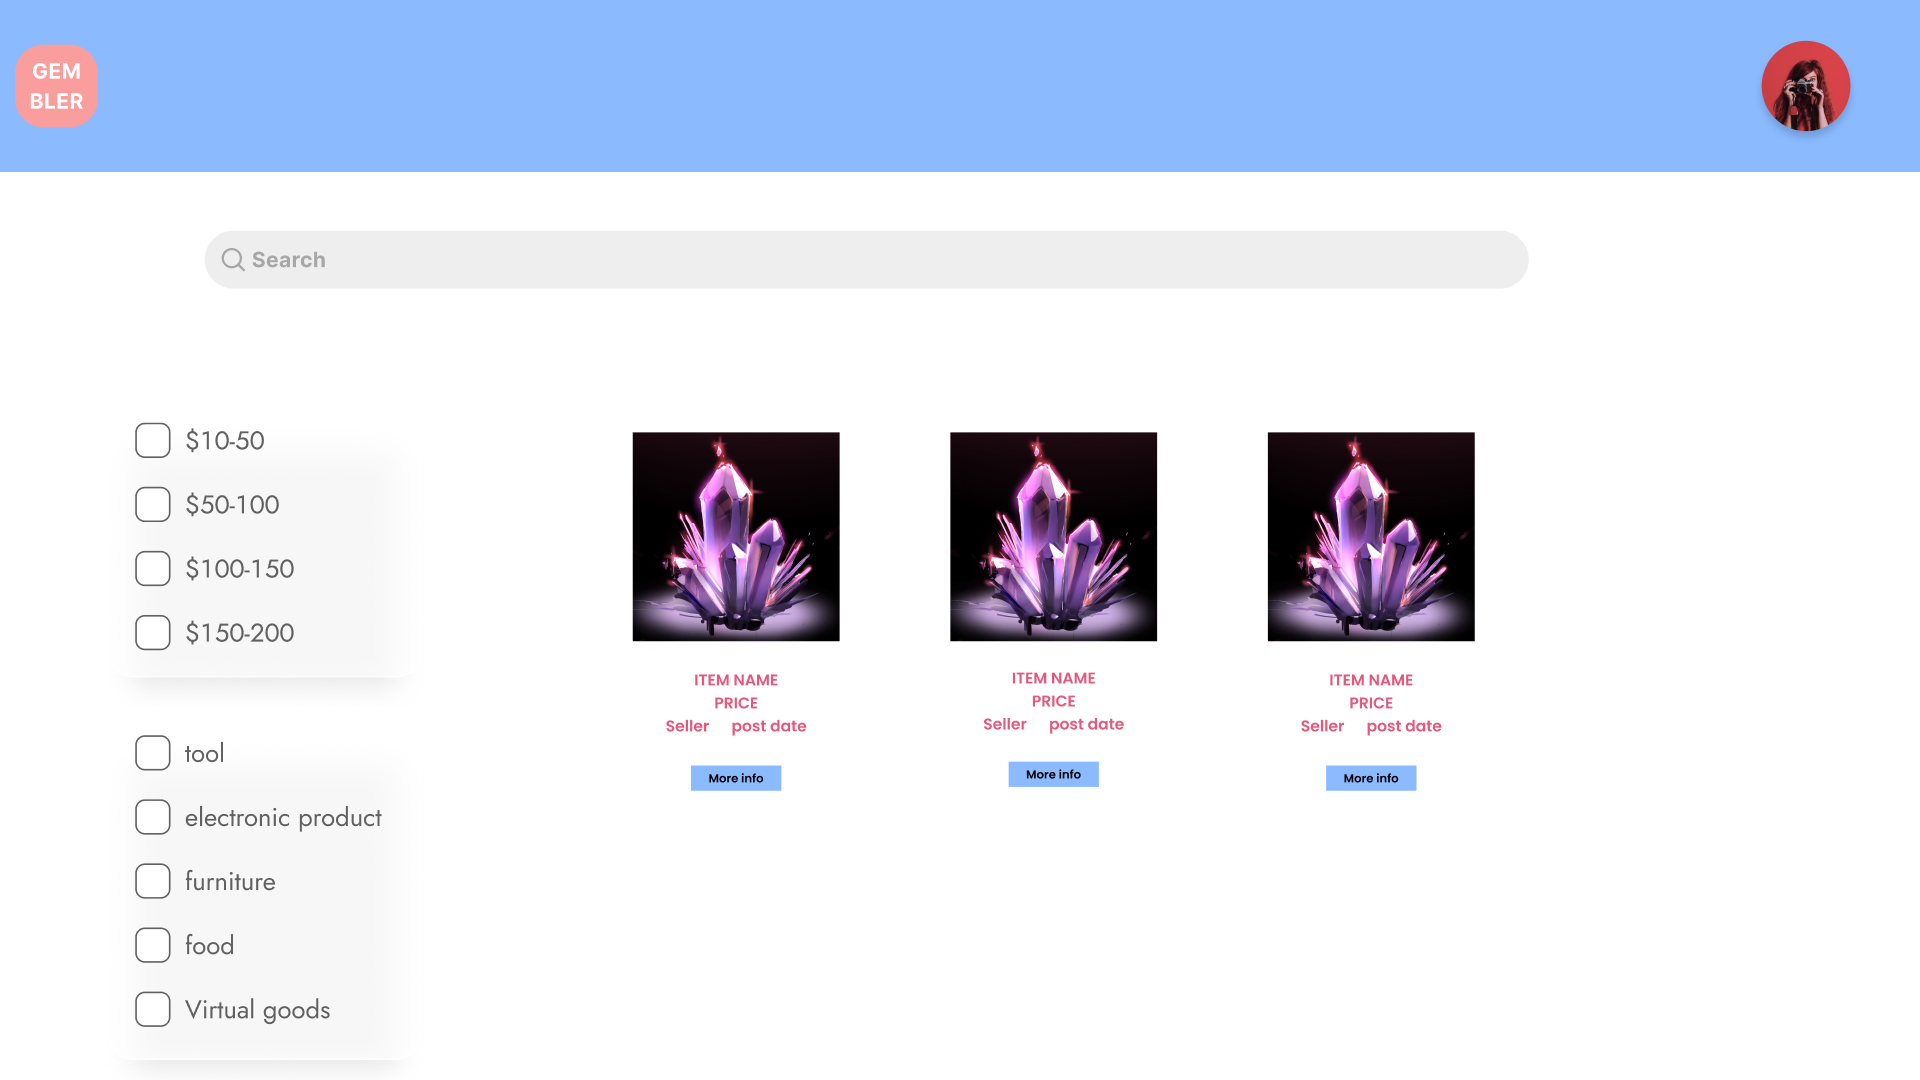 GEM
BLER
Search
$10-50
$50-100
$100-150
$150-200
tool
electronic product
furniture
food
Virtual goods
ITEM NAME
PRICE
Seller post date
More info
ITEM NAME
PRICE
Seller post date
More info
ITEM NAME
PRICE
Seller post date
More info